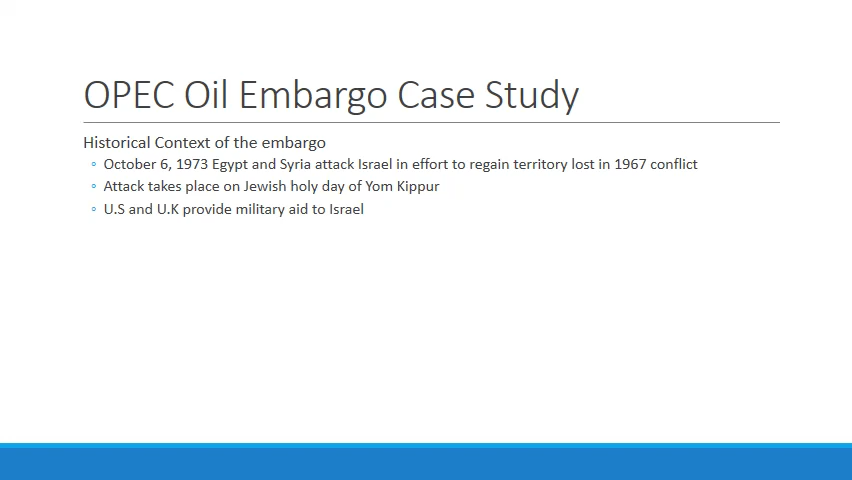 OPEC Oil Embargo Case Study
Historical Context of the embargo
◦ October 6, 1973 Egypt and Syria attack Israel in effort to regain territory lost in 1967 conflict
◦ Attack takes place on Jewish holy day of Yom Kippur
◦ U.S and U.K provide military aid to Israel